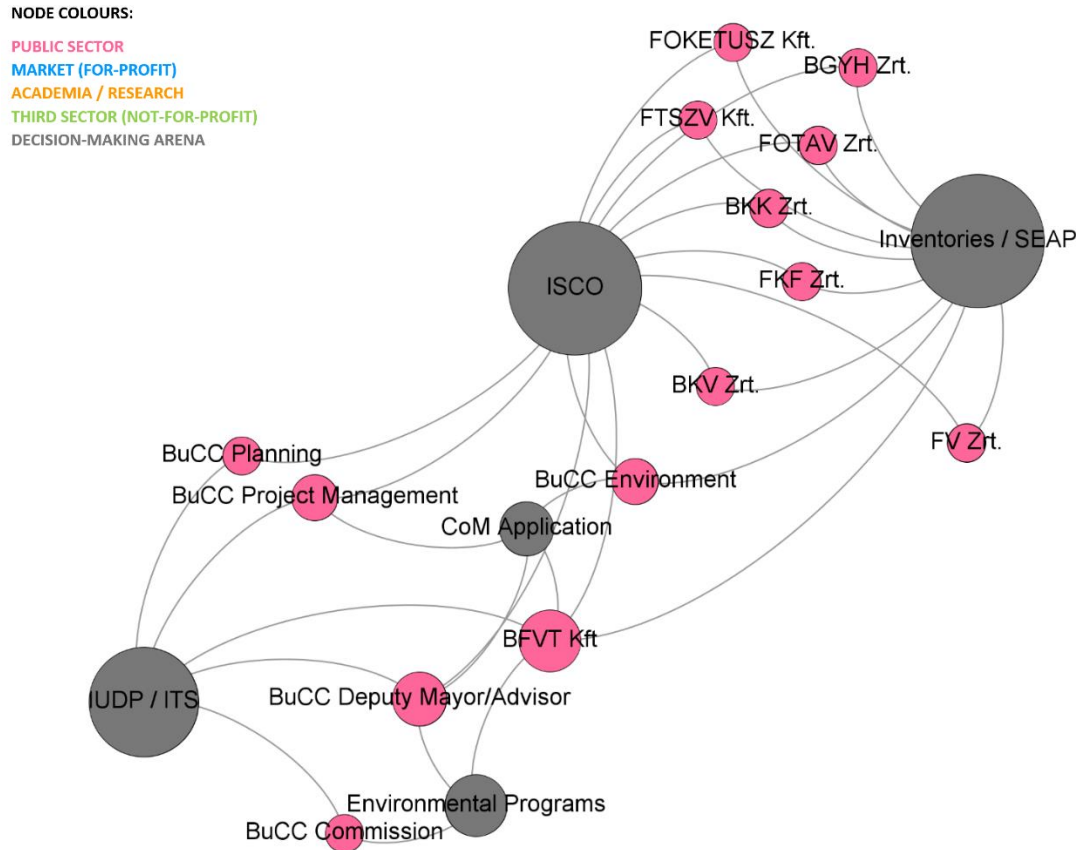 NODE COLOURS:
PUBLIC SECTOR
MARKET (FOR-PROFIT)
ACADEMIA / RESEARCH
THIRD SECTOR (NOT-FOR-PROFIT)
DECISION-MAKING ARENA
FOKETUSZ Kft.
BGYH Zrt.
FTSZV Kft.
FOTAV Zrt.
BKK Zrt.
Inventories / SEAP
FKF Zrt.
ISCO
BKV Zrt.
FV Zrt.
BuCC Planning
BuCC Environment
BuCC Project Management
CoM Application
BFVT Kft
IUDP / ITS
BuCC Deputy Mayor/Advisor
Environmental Programs
BuCC Commission